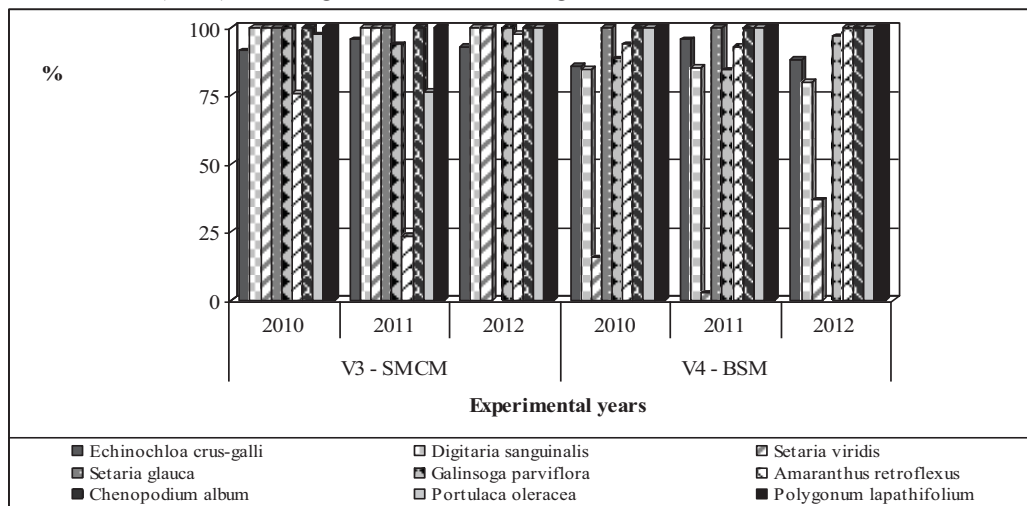 100
%
75
50
25
0
2010 2011 2012 2010 2011 2012
V3 - SMCM V4 - BSM
Experimental years
Echinochloa crus-galli Digitaria sanguinalis Setaria viridis
Setaria glauca Galinsoga parviflora Amaranthus retroflexus
Chenopodium album Portulaca oleracea Polygonum lapathifolium